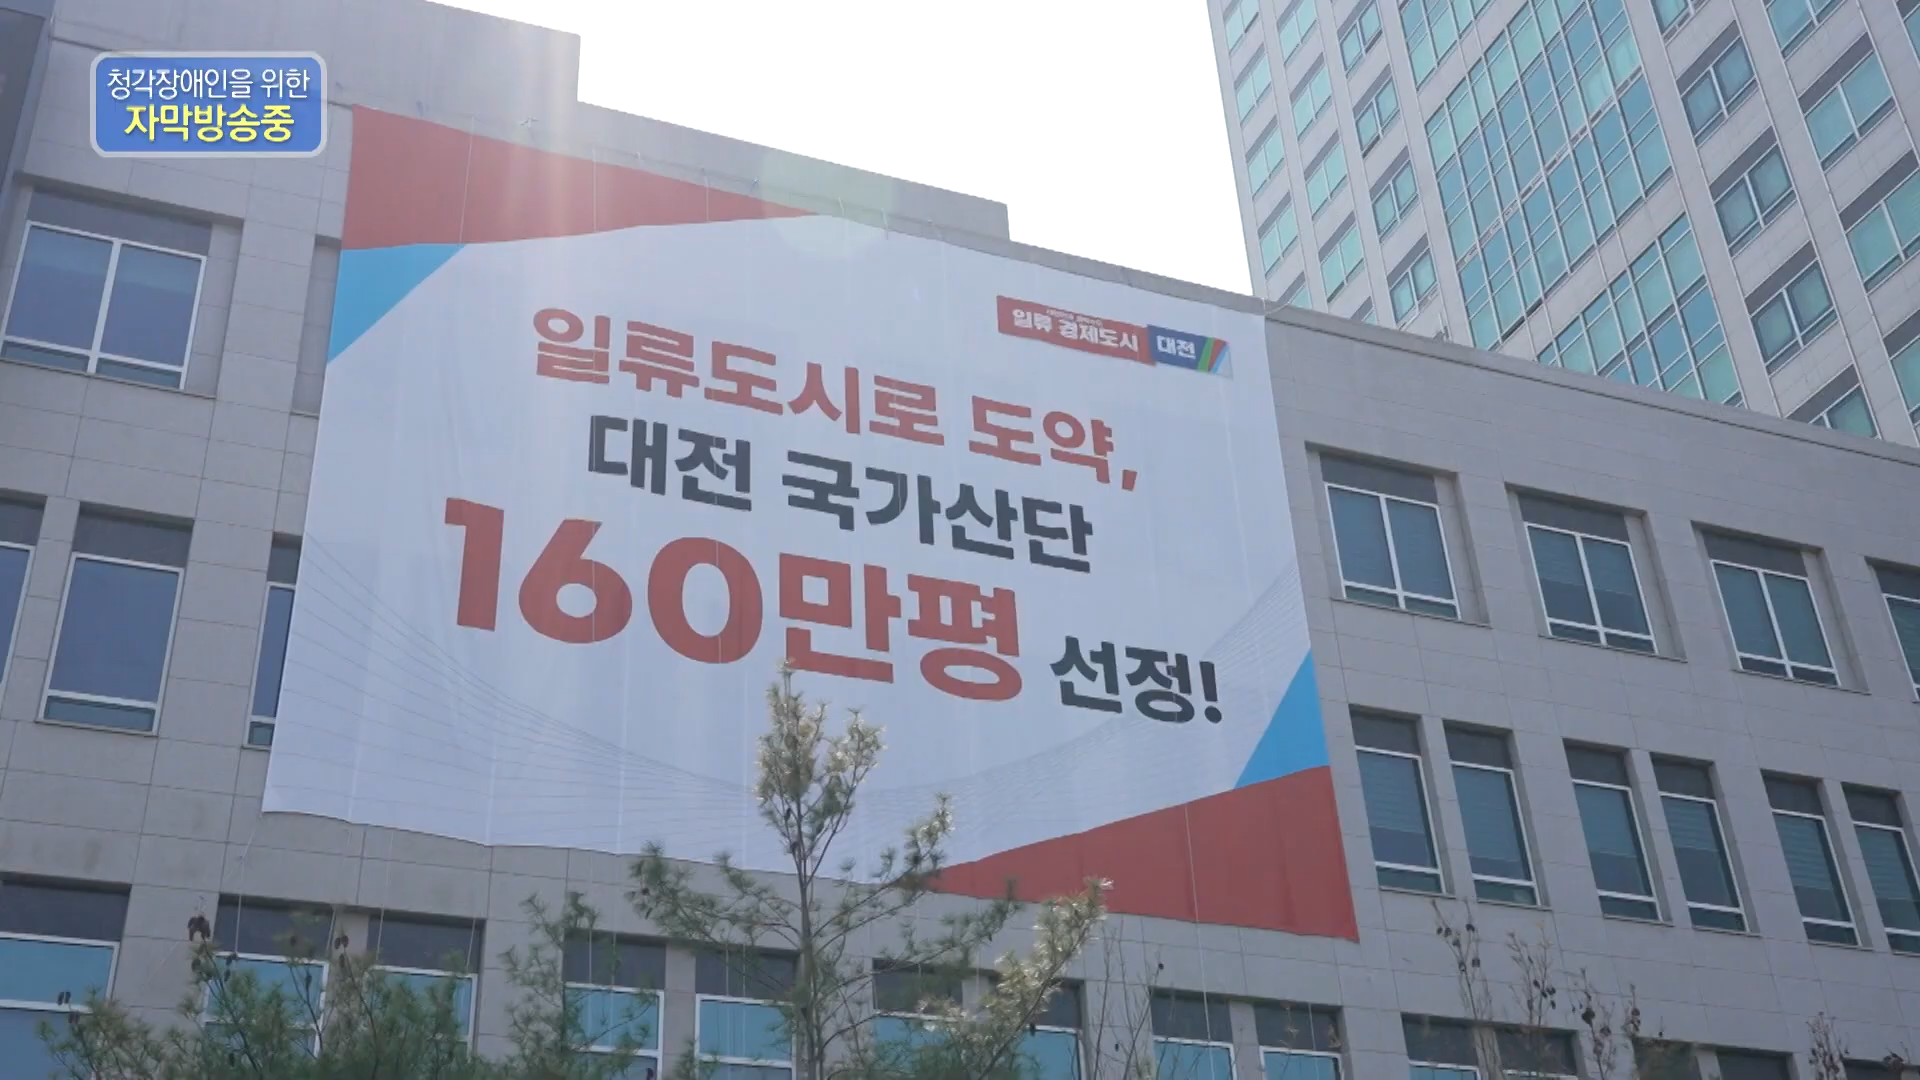 청각장애인을 위한
자막방송중
일류 경제도시 대전
일류도시로 도약,
대전 국가산단
160만평 선정!